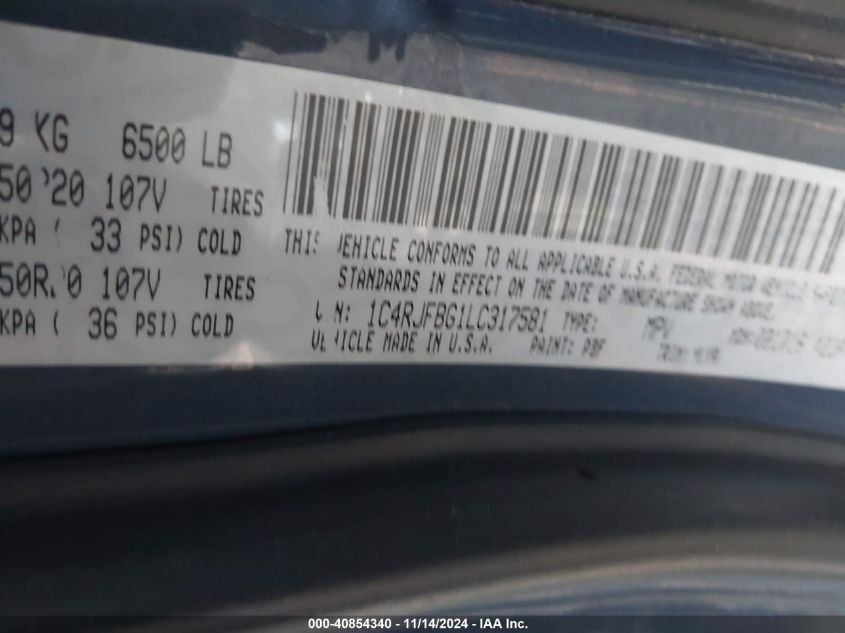 9 KG 6500 LB
50 20 107V TIRES
KPA ( 33 PSI) COLD
50R 0 107V TIRES
KPA ( 36 PSI) COLD
THIS VEHICLE CONFORMS TO ALL APPLICABLE U.S.A. FEDERAL MOTOR VEHICLE
STANDARDS IN EFFECT ON THE DATE OF MANUFACTURE SHOWN ABOVE.
N: 1C4RJFBG1LC317581 TYPE: MPV
VEHICLE MADE IN U.S.A. PAINT: PBF
000-40854340 - 11/14/2024 - IAA Inc.